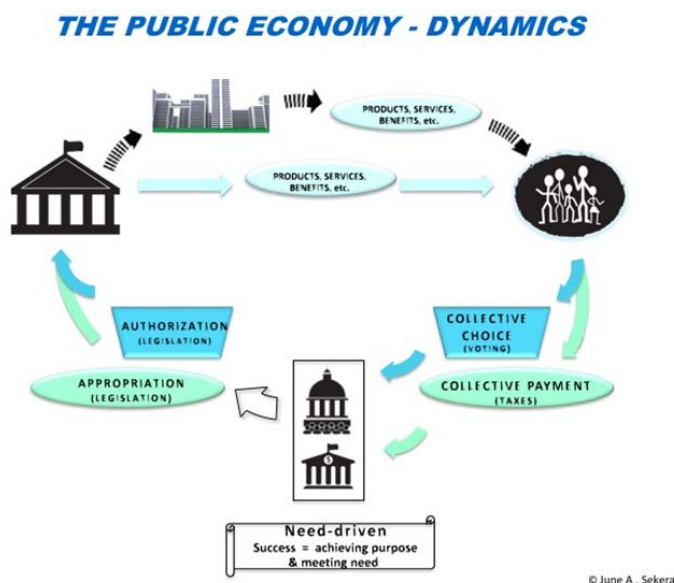 THE PUBLIC ECONOMY - DYNAMICS
PRODUCTS, SERVICES,
BENEFITS, etc.
PRODUCTS, SERVICES,
BENEFITS, etc.
AUTHORIZATION
(LEGISLATION)
COLLECTIVE
CHOICE
(VOTING)
APPROPRIATION
(LEGISLATION)
COLLECTIVE PAYMENT
(TAXES)
$
Need-driven
Success = achieving purpose
& meeting need
© June A . Sekera